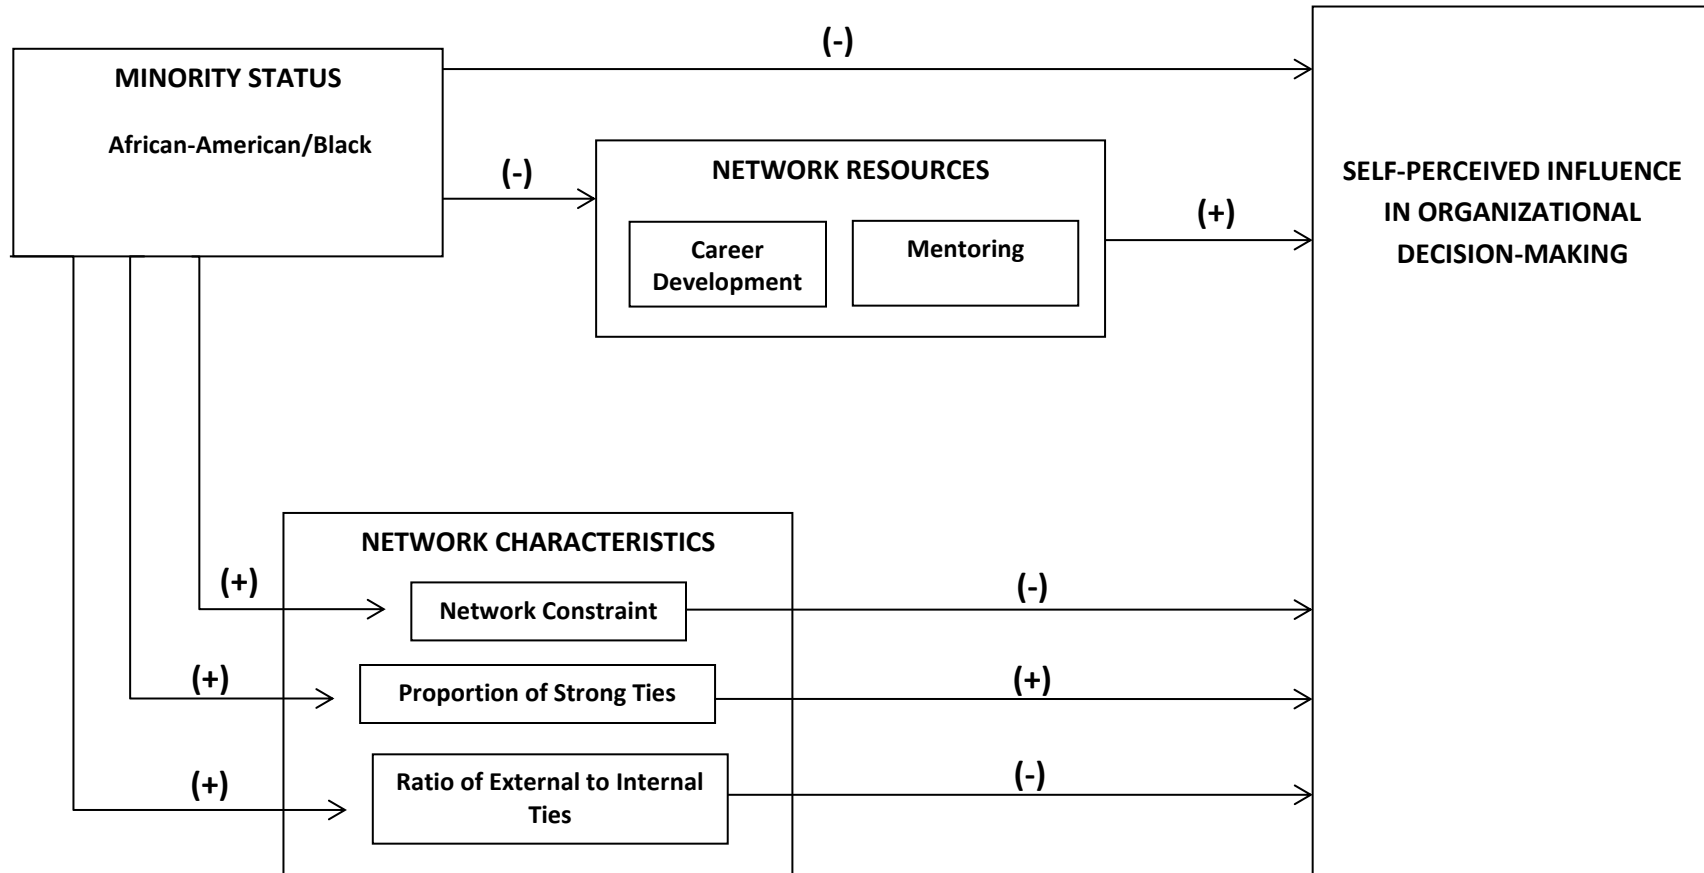 (-)
MINORITY STATUS
African-American/Black
(-)
NETWORK RESOURCES
Career
Development
Mentoring
(+)
SELF-PERCEIVED INFLUENCE
IN ORGANIZATIONAL
DECISION-MAKING
NETWORK CHARACTERISTICS
(+)
Network Constraint
(-)
(+)
Proportion of Strong Ties
(+)
(+)
Ratio of External to Internal
Ties
(-)